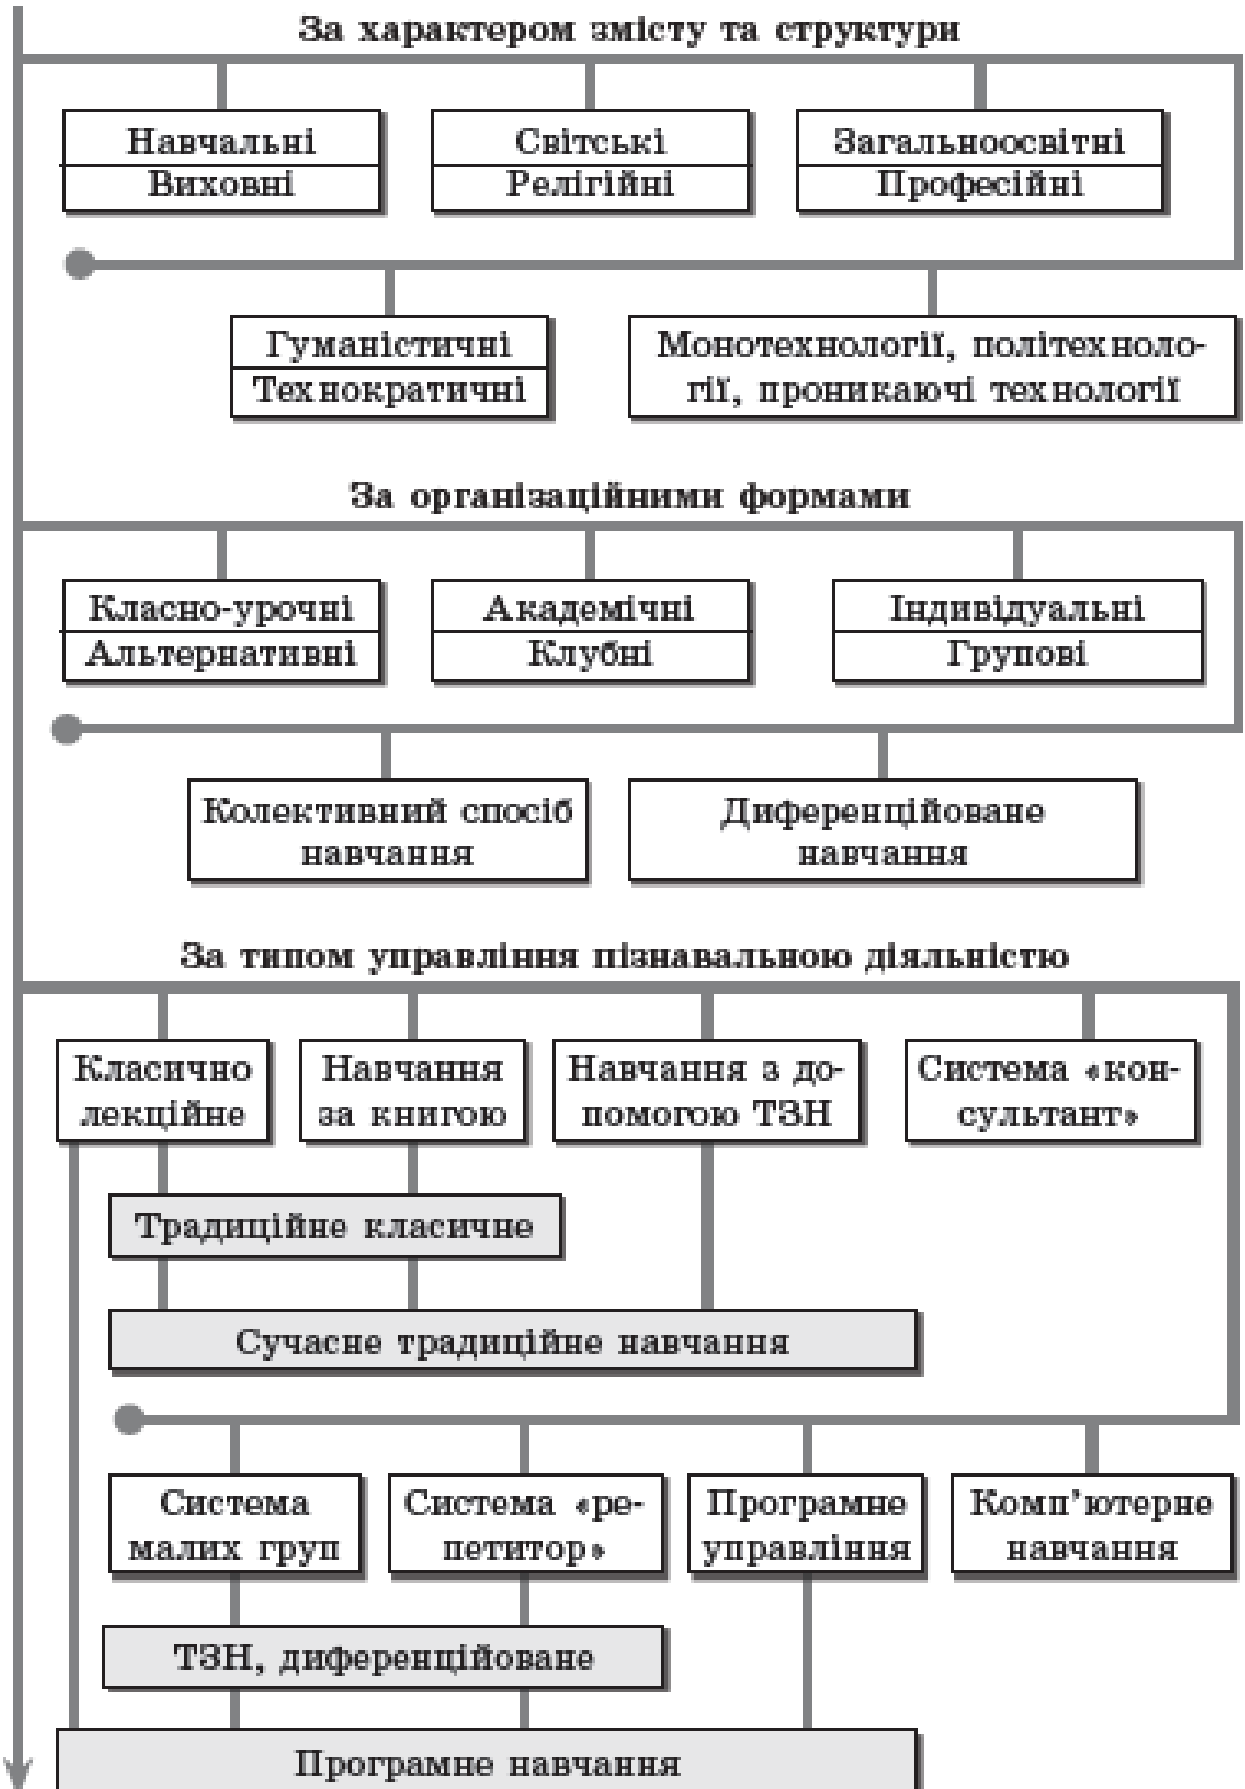 За характером змісту та структури
Навчальні
Виховні
Світські
Релігійні
Загальноосвітні
Професійні
Гуманістичні
Технократичні
Монотехнології, політехноло-
гії, проникаючі технології
За організаційними формами
Класно-урочні
Альтернативні
Академічні
Клубні
Індивідуальні
Групові
Колективний спосіб
навчання
Диференційоване
навчання
За типом управління пізнавальною діяльністю
Класично
лекційне
Навчання
за книгою
Навчання з до-
помогою ТЗН
Система «кон-
сультант»
Традиційне класичне
Сучасне традиційне навчання
Система
малих груп
Система «ре-
петитор»
Програмне
управління
Комп’ютерне
навчання
ТЗН, диференційоване
Програмне навчання